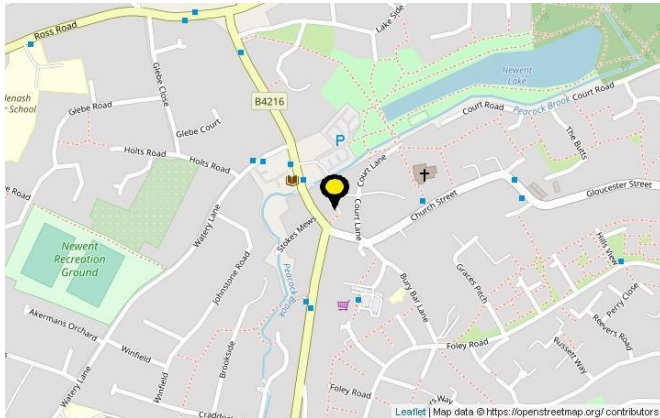 Ross Road
Lake Side
Glebe Close
Newent
Lake
B4216
Glebe Road
Glebe Court
Court Road
Peacock Brook
Court Road
P
Holts Road
Holts Road
Court Lane
The Butts
Church Street
Gloucester Street
Watery Lane
Stokes Mews
Court Lane
Newent
Recreation
Ground
Johnstone Road
Peacock
Brook
Bury Bar Lane
Graces Pitch
Hills View
Perry Close
Akermans Orchard
Winfield
Brookside
Foley Road
Reevers Road
Russett Way
Watery Lane
Winfield
Foley Road
Leaflet | Map data © https://openstreetmap.org/ contributors